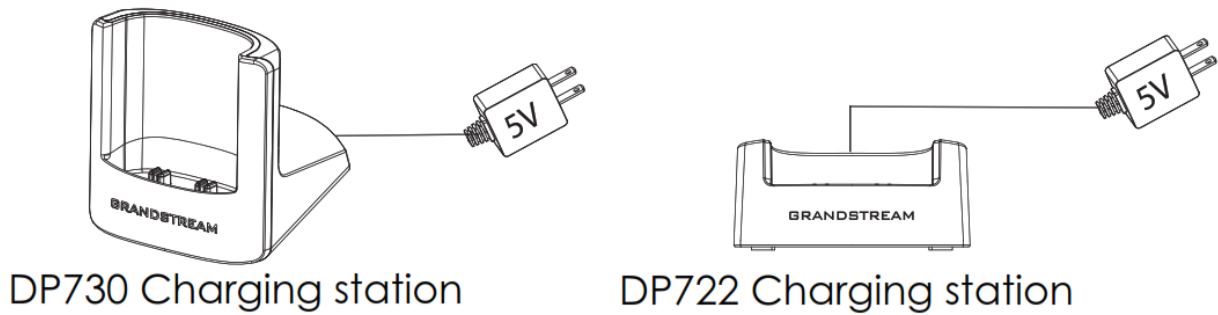 5V
GRANDSTREAM
DP730 Charging station
5V
GRANDSTREAM
DP722 Charging station